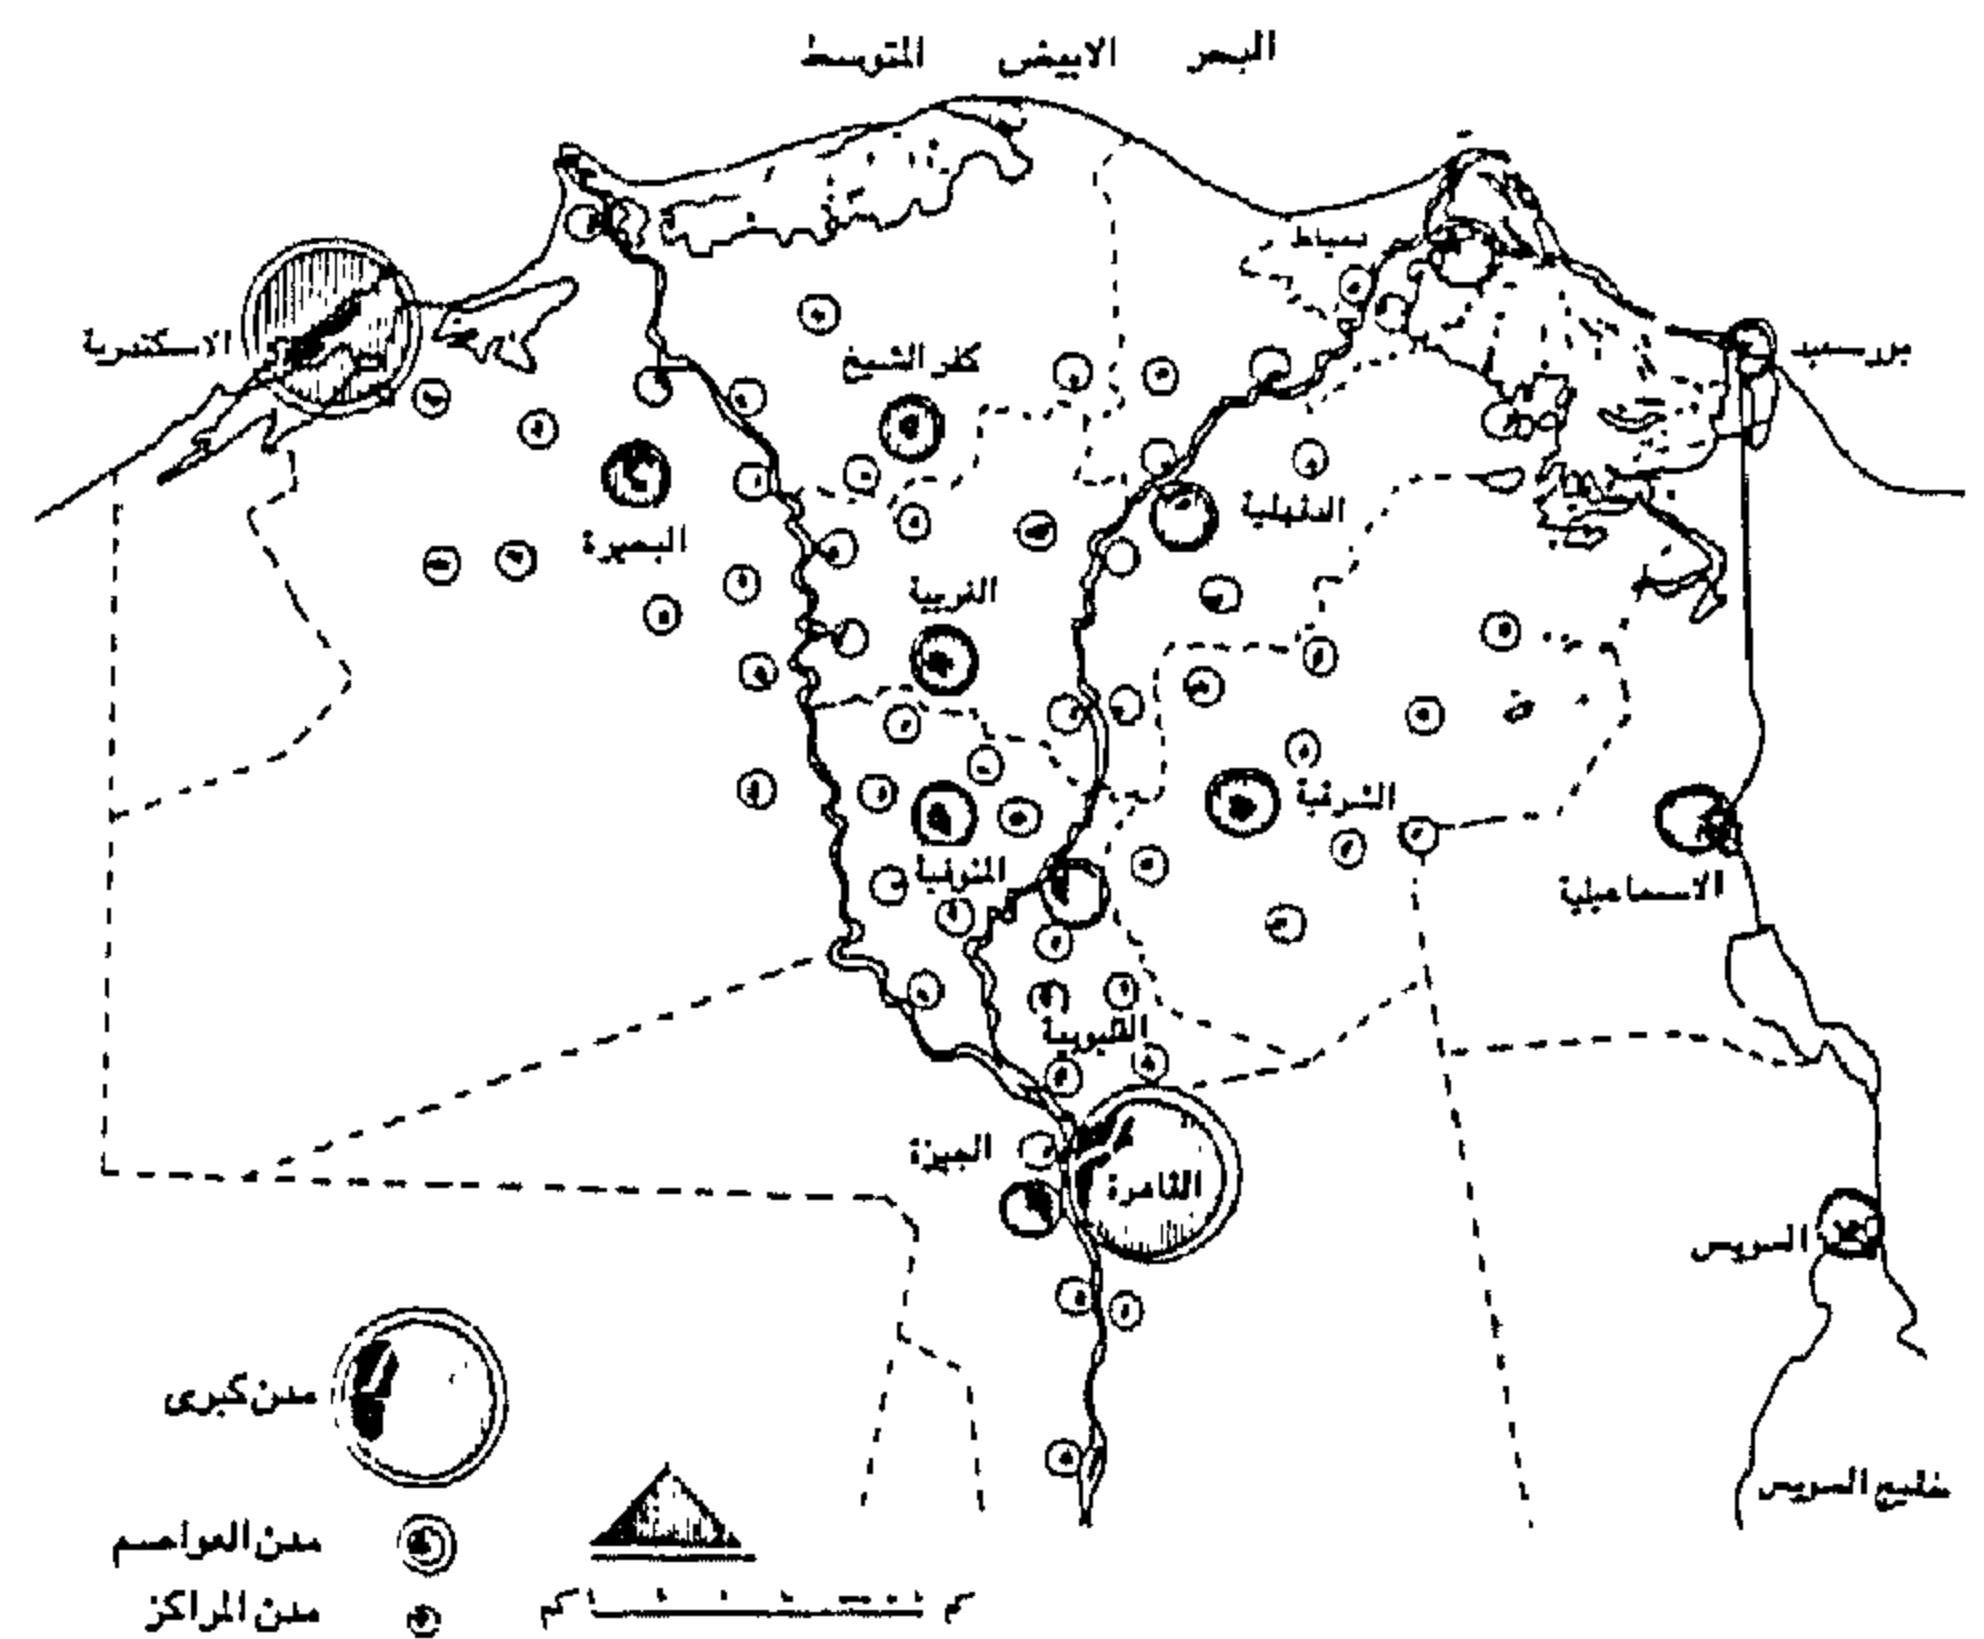 البحر الابيض المتوسط
دمياط
الاسكندرية
بورسعيد
كفر الشيخ
الدقهلية
البحيرة
الغربية
الشرقية
المنوفية
الاسماعيلية
القليوبية
الجيزة
القاهرة
السويس
مدن كبرى
خليج السويس
مدن العواصم
مدن المراكز
كم كم